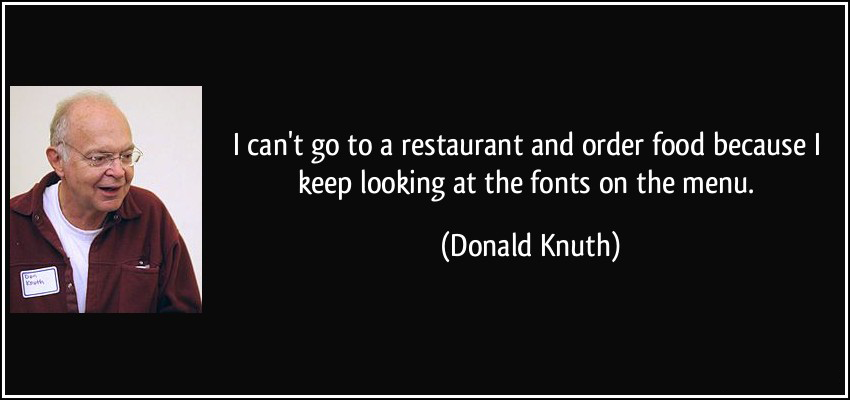 I can't go to a restaurant and order food because I
keep looking at the fonts on the menu.
(Donald Knuth)
Don
Knuth